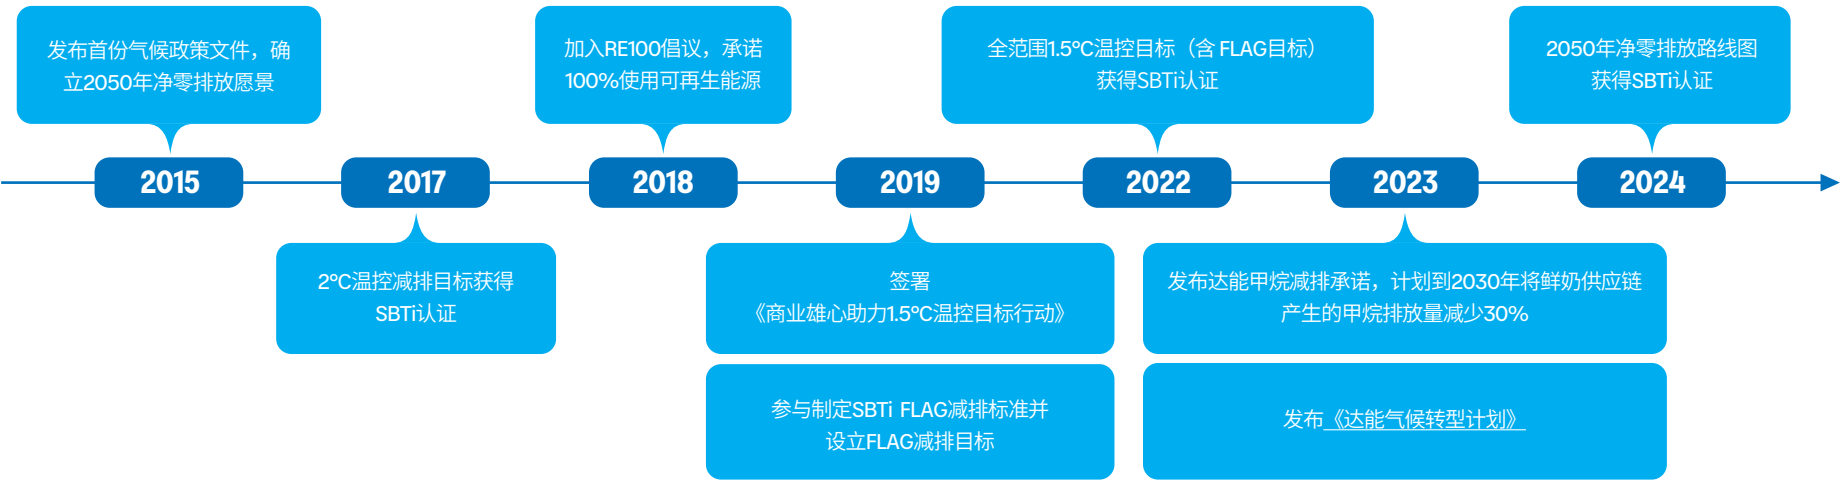 发布首份气候政策文件，确
立2050年净零排放愿景
加入RE100倡议，承诺
100%使用可再生能源
全范围1.5°C温控目标（含 FLAG目标）
获得SBTi认证
2050年净零排放路线图
获得SBTi认证
2015
2017
2018
2019
2022
2023
2024
2°C温控减排目标获得
SBTi认证
签署
《商业雄心助力1.5°C温控目标行动》
发布达能甲烷减排承诺，计划到2030年将鲜奶供应链
产生的甲烷排放量减少30%
参与制定SBTi FLAG减排标准并
设立FLAG减排目标
发布《达能气候转型计划》